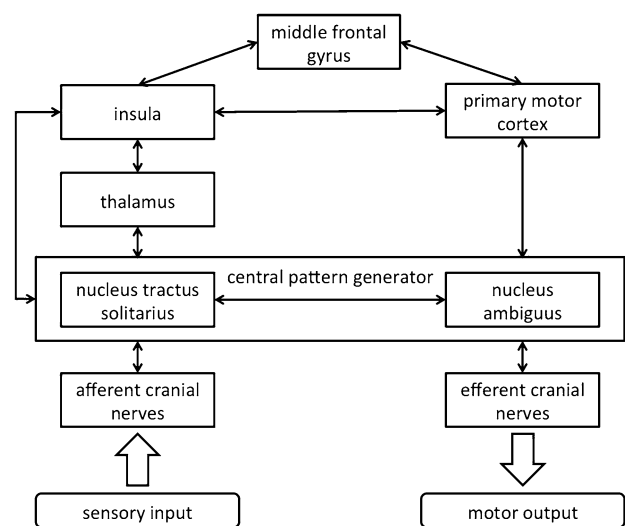 middle frontal
gyrus
insula
primary motor
cortex
thalamus
central pattern generator
nucleus tractus
solitarius
nucleus
ambiguus
afferent cranial
nerves
efferent cranial
nerves
sensory input
motor output